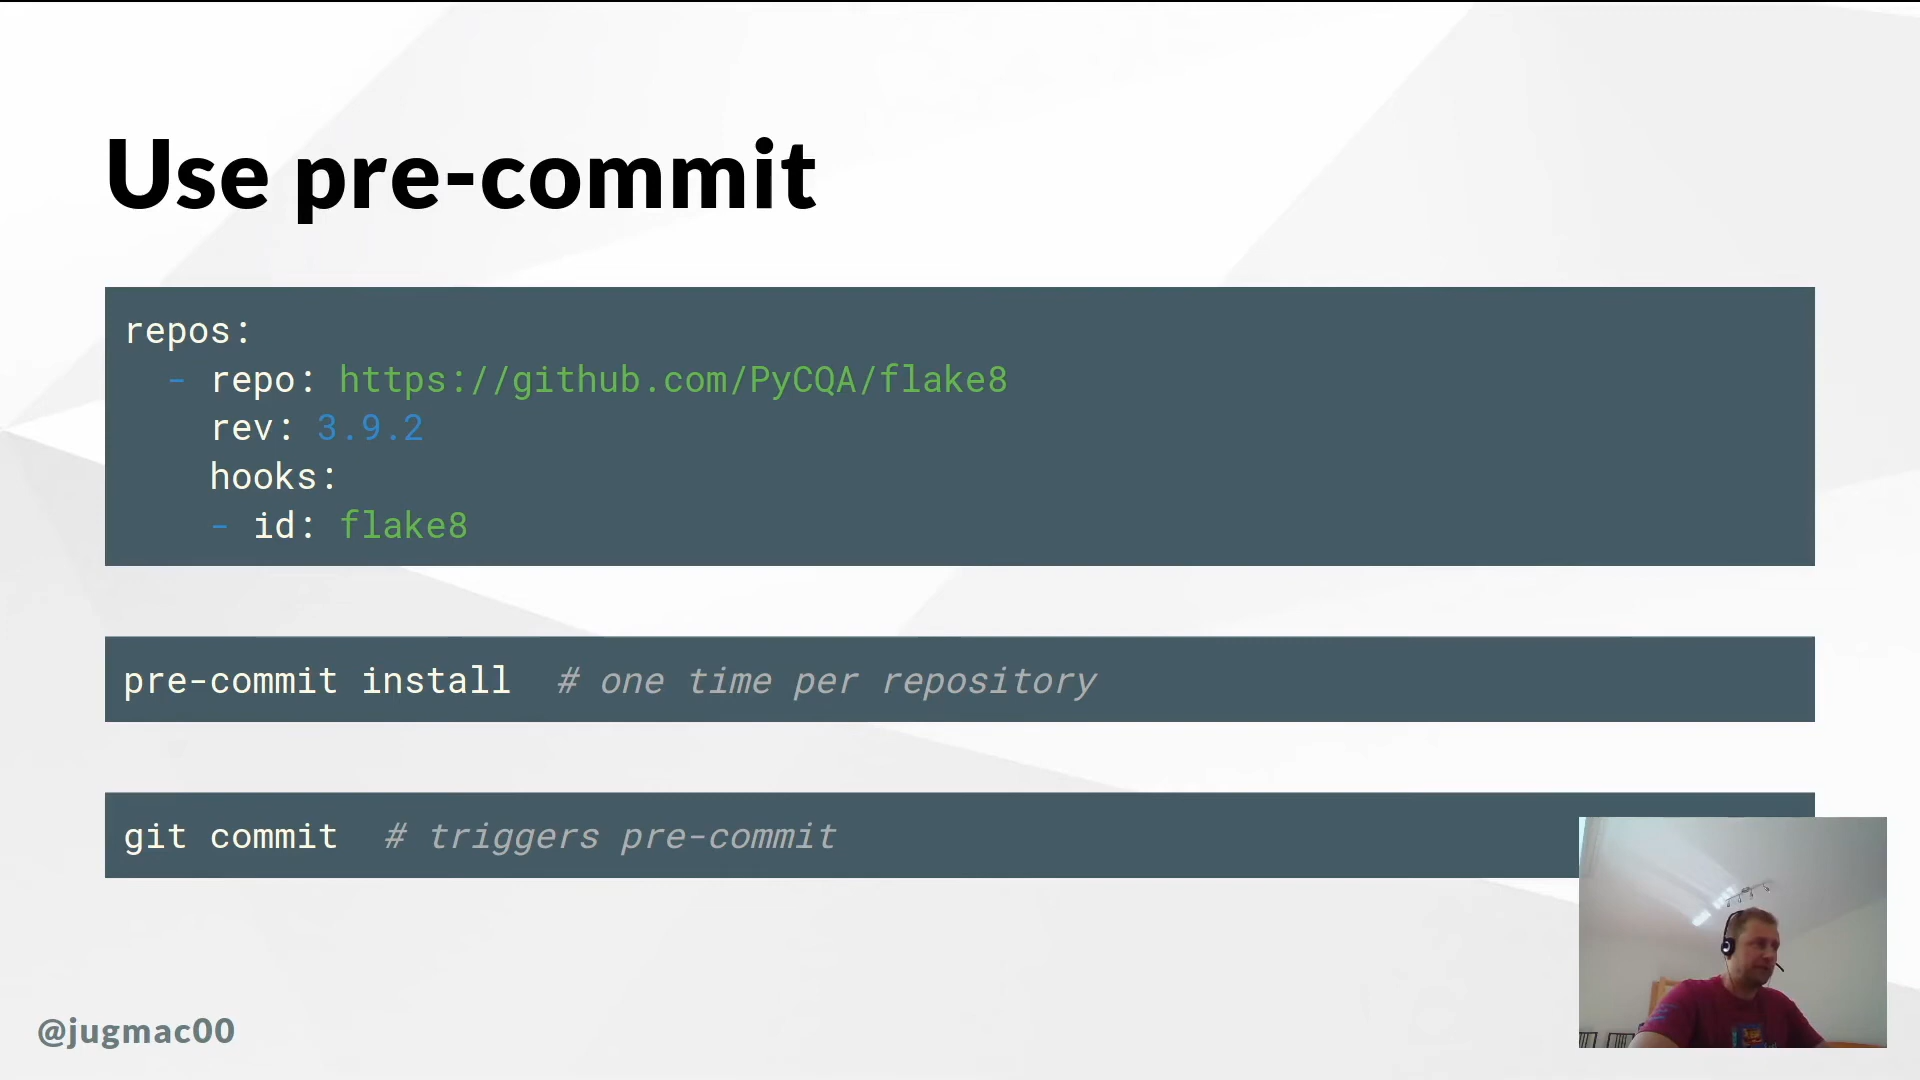 Use pre-commit
repos:
  - repo: https://github.com/PyCQA/flake8
    rev: 3.9.2
    hooks:
    - id: flake8
pre-commit install  # one time per repository
git commit  # triggers pre-commit
@jugmac00